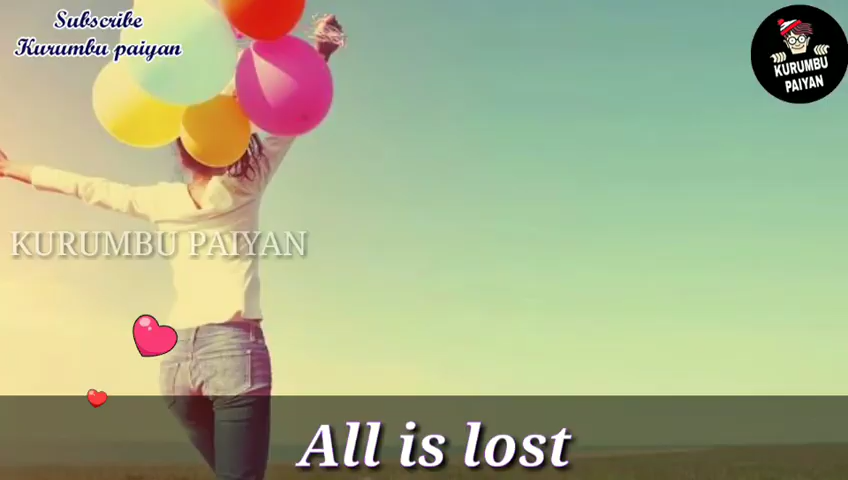 Subscribe
Kurumbu paiyan
KURUMBU
PAIYAN
KURUMBU PAIYAN
All is lost